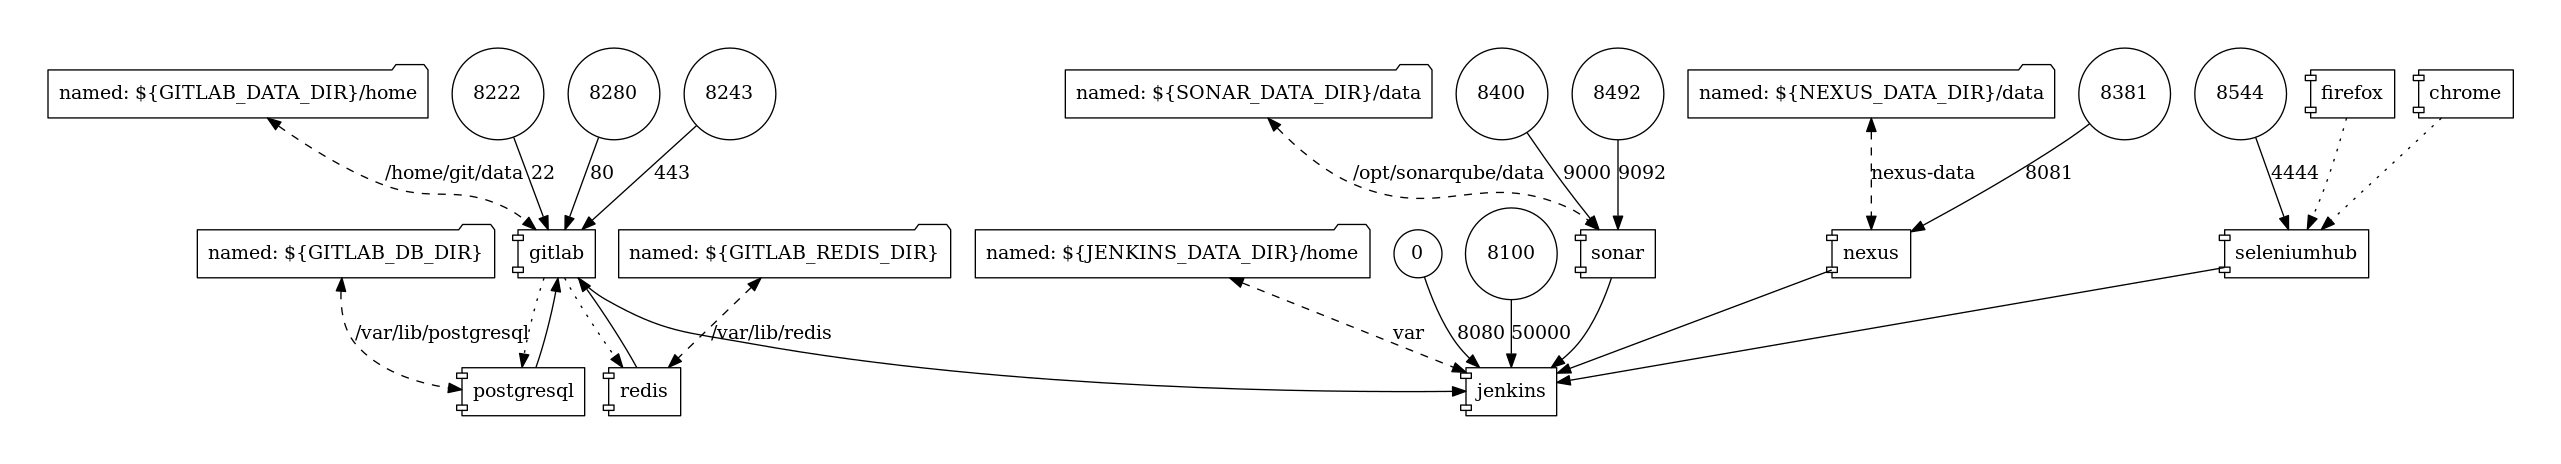 named: ${GITLAB_DATA_DIR}/home
8222
8280
8243
named: ${SONAR_DATA_DIR}/data
8400
8492
named: ${NEXUS_DATA_DIR}/data
8381
8544
firefox
chrome
/home/git/data
22
80
443
/opt/sonarqube/data
9000
9092
nexus-data
8081
4444
named: ${GITLAB_DB_DIR}
gitlab
named: ${GITLAB_REDIS_DIR}
named: ${JENKINS_DATA_DIR}/home
0
8100
sonar
nexus
seleniumhub
/var/lib/postgresql
/var/lib/redis
var
8080
50000
postgresql
redis
jenkins